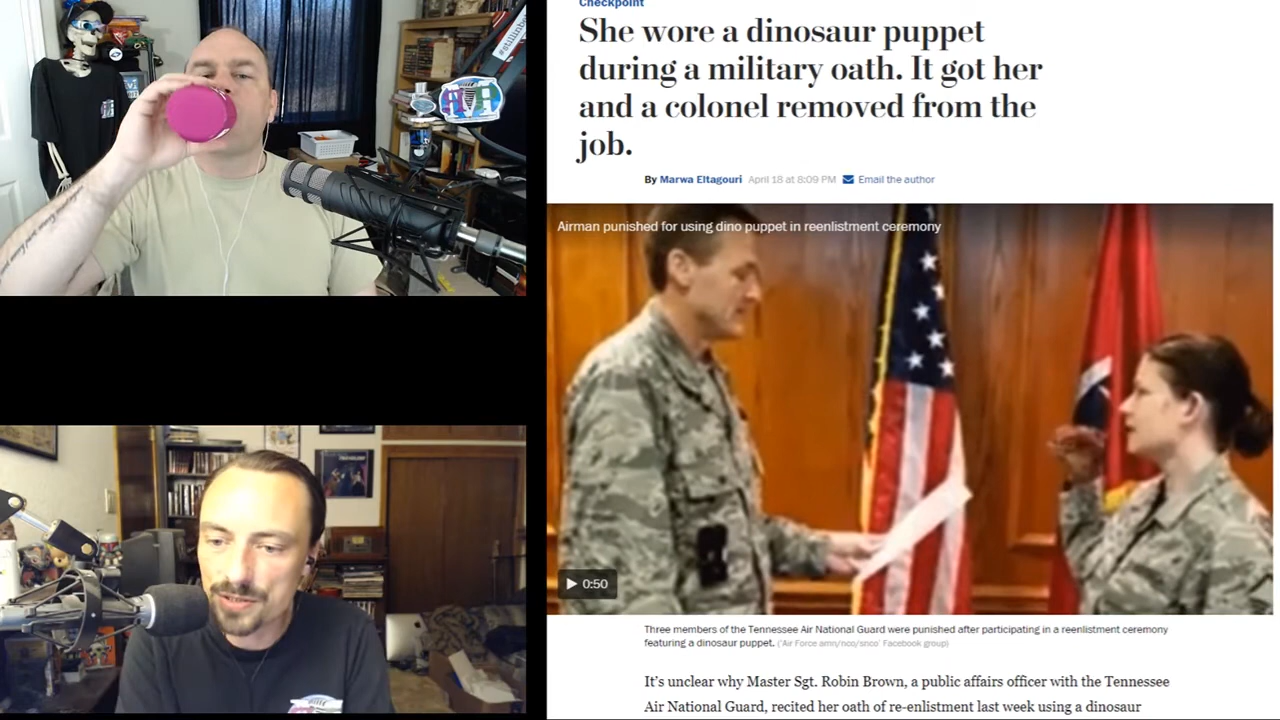 #stillinbe
Checkpoint
She wore a dinosaur puppet
during a military oath. It got her
and a colonel removed from the
job.
By Marwa Eltagouri April 18 at 8:09 PM Email the author
Airman punished for using dino puppet in reenlistment ceremony
0:50
Three members of the Tennessee Air National Guard were punished after participating in a reenlistment ceremony
featuring a dinosaur puppet. ('Air Force amn/nco/snco' Facebook group)
It's unclear why Master Sgt. Robin Brown, a public affairs officer with the Tennessee
Air National Guard, recited her oath of re-enlistment last week using a dinosaur